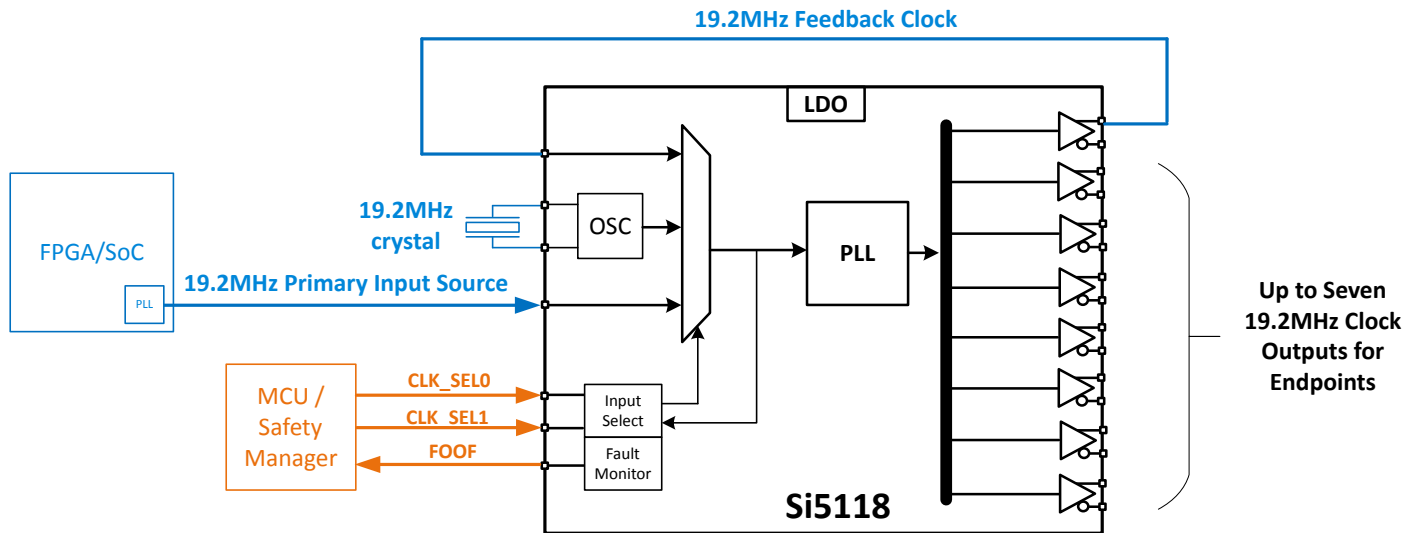 19.2MHz Feedback Clock
LDO
FPGA/SoC
PLL
19.2MHz
crystal
OSC
PLL
19.2MHz Primary Input Source
Up to Seven
19.2MHz Clock
Outputs for
Endpoints
MCU /
Safety
Manager
CLK_SEL0
CLK_SEL1
FOOF
Input
Select
Fault
Monitor
Si5118